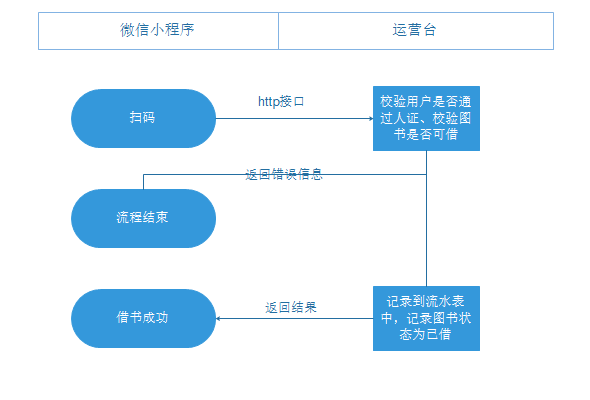 微信小程序
运营台
扫码
http接口
校验用户是否通
过人证、校验图
书是否可借
返回错误信息
流程结束
借书成功
返回结果
记录到流水表
中，记录图书状
态为已借